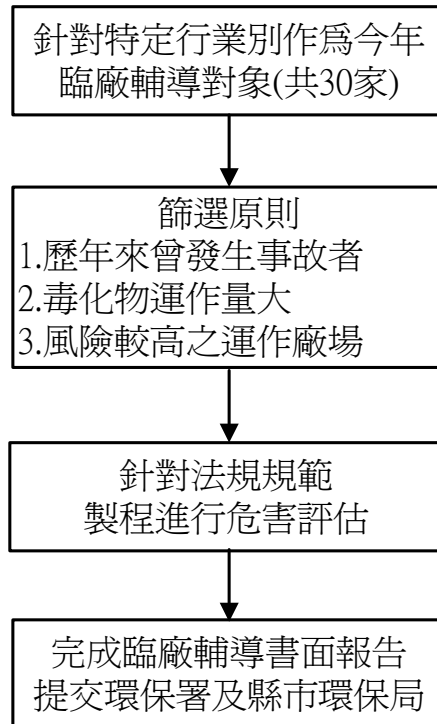 針對特定行業別作為今年
臨廠輔導對象(共30家)
篩選原則
1.歷年來曾發生事故者
2.毒化物運作量大
3.風險較高之運作廠場
針對法規規範
製程進行危害評估
完成臨廠輔導書面報告
提交環保署及縣市環保局